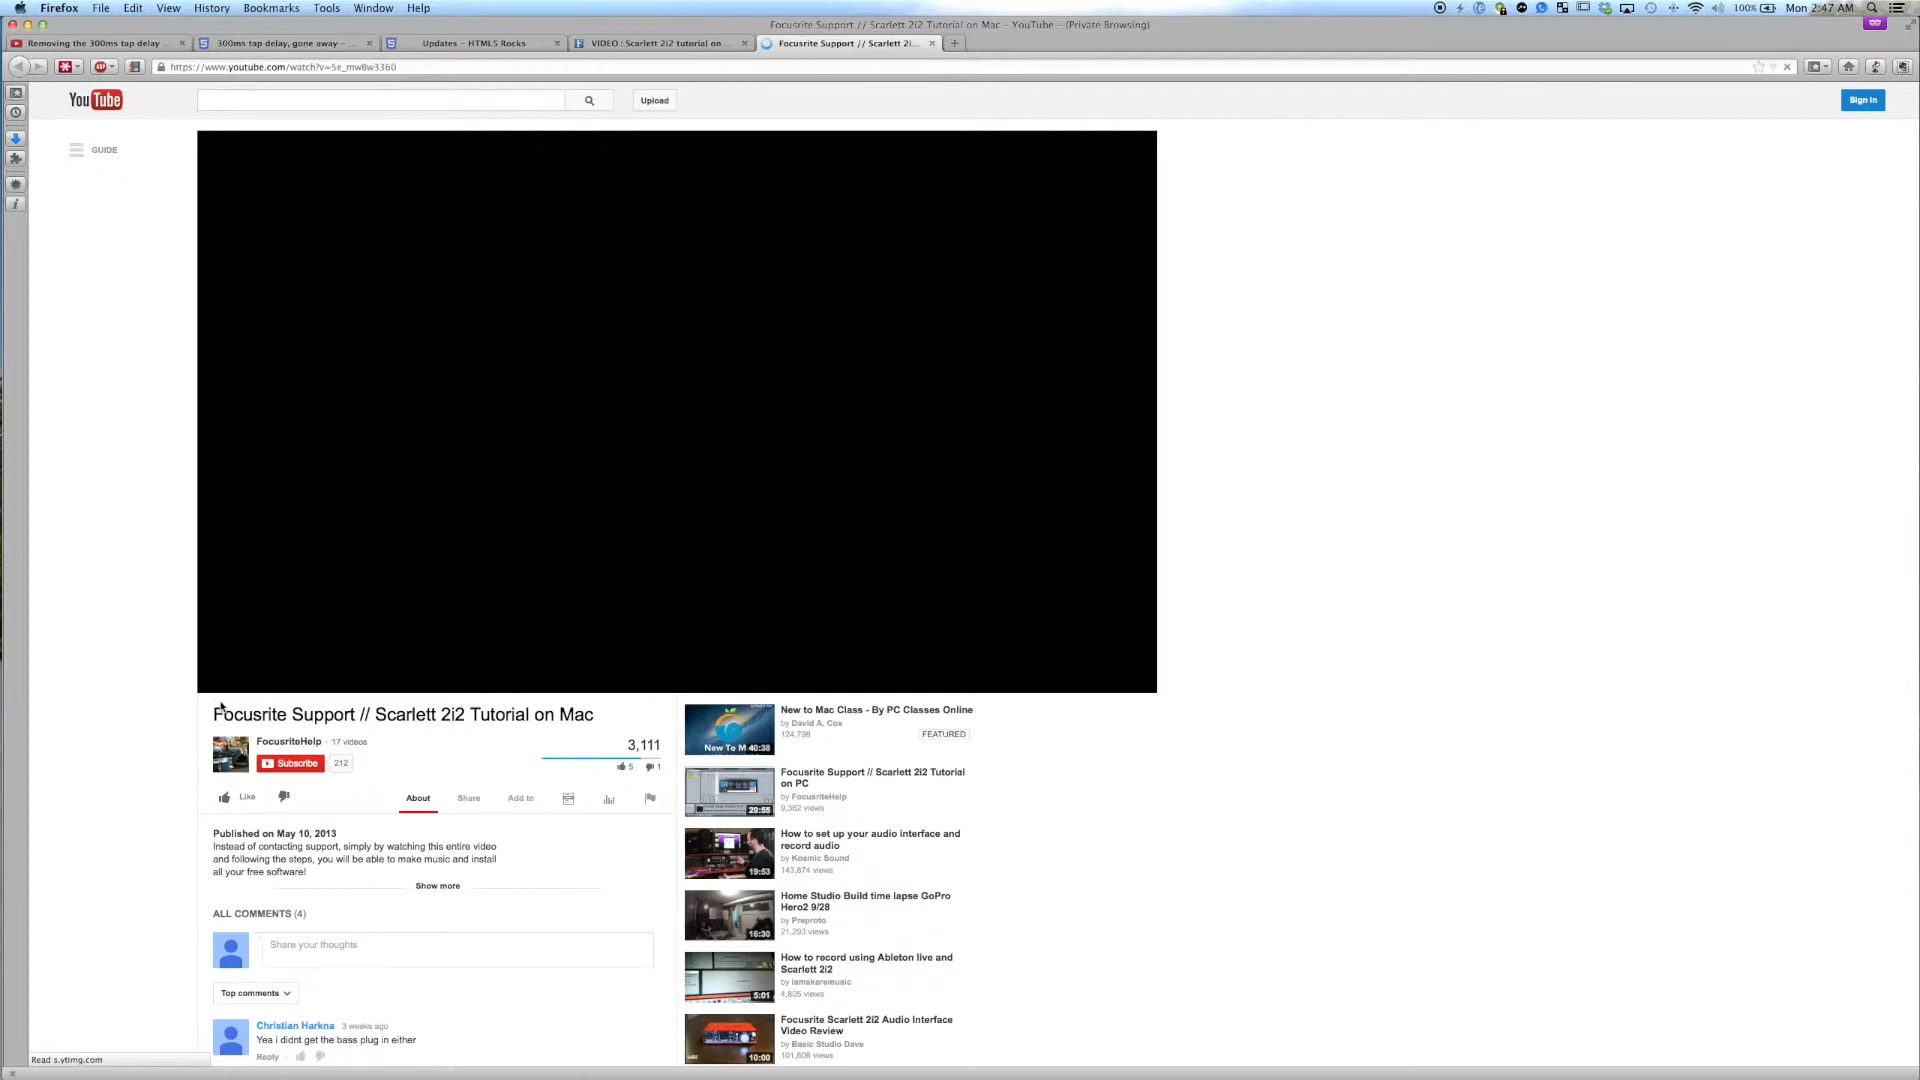 Firefox File Edit View History Bookmarks Tools Window Help 100% Mon 2:47 AM
Focusrite Support // Scarlett 2i2 Tutorial on Mac – YouTube – (Private Browsing)
Removing the 300ms tap delay ...
300ms tap delay, gone away – ...
Updates – HTML5 Rocks
VIDEO : Scarlett 2i2 tutorial on ...
Focusrite Support // Scarlett 2i...
https://www.youtube.com/watch?v=5e_mw8w3360
YouTube
Upload
Sign in
GUIDE
Focusrite Support // Scarlett 2i2 Tutorial on Mac
FocusriteHelp · 17 videos
Subscribe 212
3,111
5 1
Like
About Share Add to
Published on May 10, 2013
Instead of contacting support, simply by watching this entire video
and following the steps, you will be able to make music and install
all your free software!
Show more
ALL COMMENTS (4)
Share your thoughts
Top comments
Christian Harkna 3 weeks ago
Yea i didnt get the bass plug in either
Reply ·
New To M 40:38
New to Mac Class - By PC Classes Online
by David A. Cox
124,798
FEATURED
29:55
Focusrite Support // Scarlett 2i2 Tutorial
on PC
by FocusriteHelp
9,362 views
19:53
How to set up your audio interface and
record audio
by Kosmic Sound
143,874 views
16:30
Home Studio Build time lapse GoPro
Hero2 9/28
by Preproto
21,293 views
5:01
How to record using Ableton live and
Scarlett 2i2
by iamakaremusic
4,805 views
10:00
Focusrite Scarlett 2i2 Audio Interface
Video Review
by Basic Studio Dave
101,806 views
Read s.ytimg.com